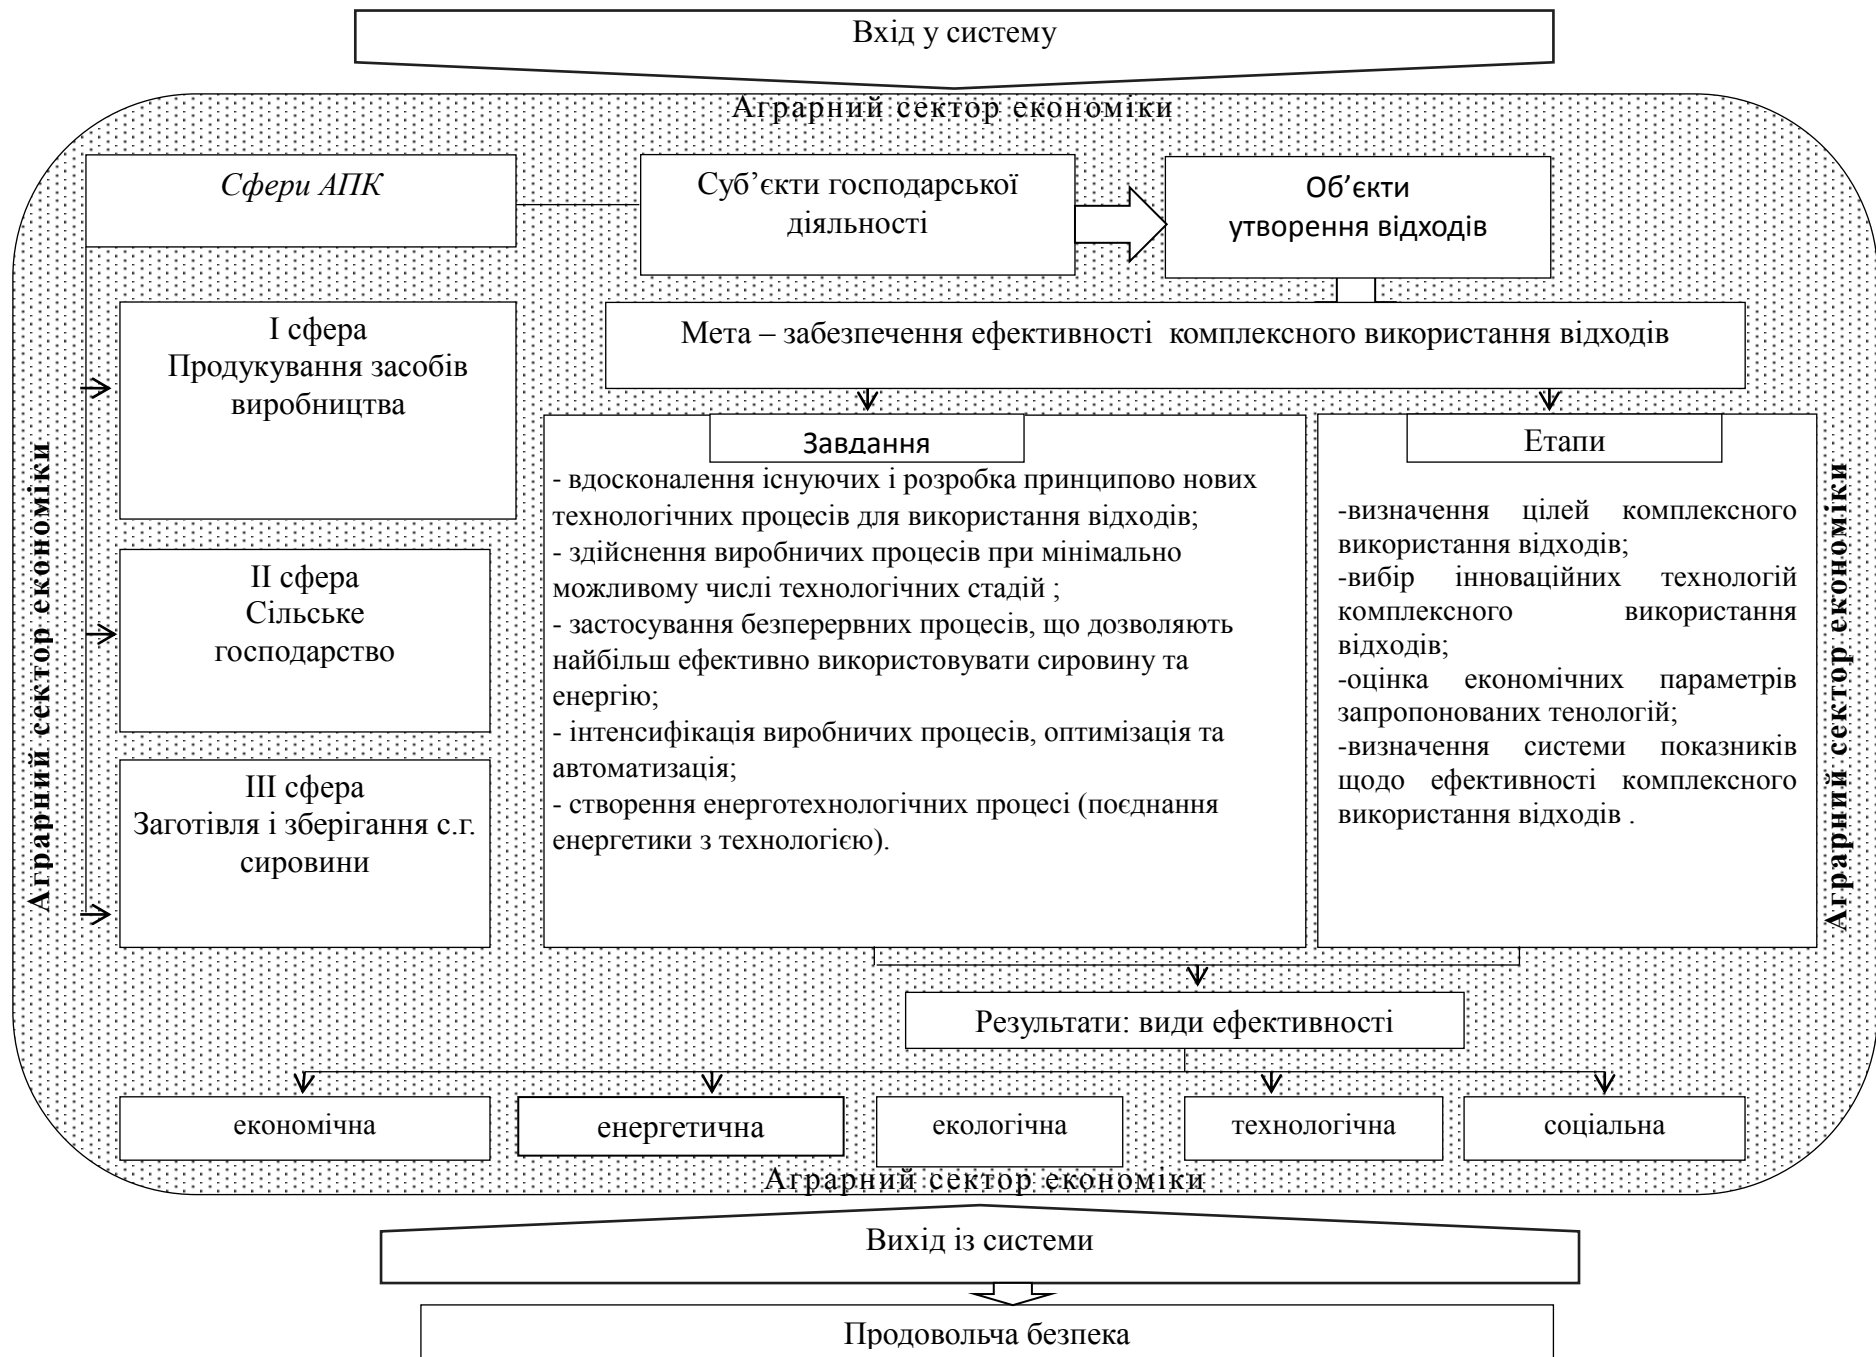 Вхід у систему
Аграрний сектор економіки
Сфери АПК
Суб’єкти господарської
діяльності
Об’єкти
утворення відходів
І сфера
Продукування засобів
виробництва
ІІ сфера
Сільське
господарство
ІІІ сфера
Заготівля і зберігання с.г.
сировини
Мета – забезпечення ефективності  комплексного використання відходів
Завдання
- вдосконалення існуючих і розробка принципово нових
технологічних процесів для використання відходів;
- здійснення виробничих процесів при мінімально
можливому числі технологічних стадій ;
- застосування безперервних процесів, що дозволяють
найбільш ефективно використовувати сировину та
енергію;
- інтенсифікація виробничих процесів, оптимізація та
автоматизація;
- створення енерготехнологічних процесі (поєднання
енергетики з технологією).
Етапи
-визначення цілей комплексного
використання відходів;
-вибір інноваційних технологій
комплексного використання
відходів;
-оцінка економічних параметрів
запропонованих тенологій;
-визначення системи показників
щодо ефективності комплексного
використання відходів .
Аграрний сектор економіки
Аграрний сектор економіки
Результати: види ефективності
економічна
енергетична
екологічна
технологічна
соціальна
Аграрний сектор економіки
Вихід із системи
Продовольча безпека